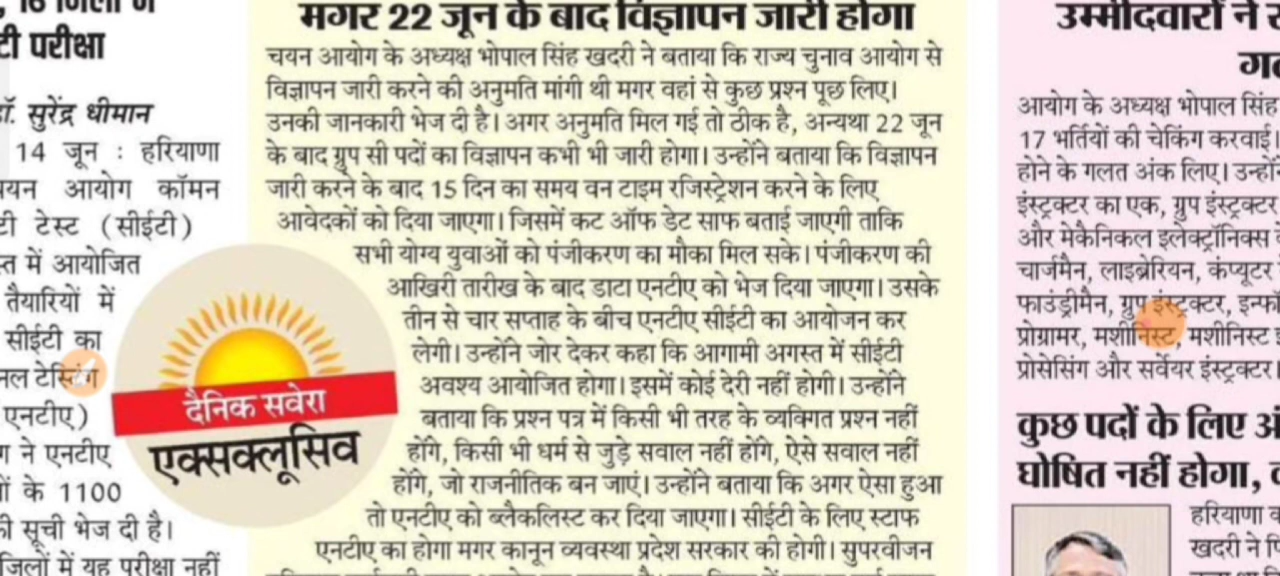 टी परीक्षा
डॉ. सुरेंद्र धीमान
14 जून : हरियाणा
चयन आयोग कॉमन
टी टेस्ट (सीईटी)
में आयोजित
तैयारियों में
सीईटी का
टेस्टिंग
एनटीए)
ने एनटीए
के 1100
की सूची भेज दी है।
जिलों में यह परीक्षा नहीं
मगर 22 जून के बाद विज्ञापन जारी होगा
चयन आयोग के अध्यक्ष भोपाल सिंह खदरी ने बताया कि राज्य चुनाव आयोग से
विज्ञापन जारी करने की अनुमति मांगी थी मगर वहां से कुछ प्रश्न पूछ लिए।
उनकी जानकारी भेज दी है। अगर अनुमति मिल गई तो ठीक है, अन्यथा 22 जून
के बाद ग्रुप सी पदों का विज्ञापन कभी भी जारी होगा। उन्होंने बताया कि विज्ञापन
जारी करने के बाद 15 दिन का समय वन टाइम रजिस्ट्रेशन करने के लिए
आवेदकों को दिया जाएगा। जिसमें कट ऑफ डेट साफ बताई जाएगी ताकि
सभी योग्य युवाओं को पंजीकरण का मौका मिल सके। पंजीकरण की
आखिरी तारीख के बाद डाटा एनटीए को भेज दिया जाएगा। उसके
तीन से चार सप्ताह के बीच एनटीए सीईटी का आयोजन कर
लेगी। उन्होंने जोर देकर कहा कि आगामी अगस्त में सीईटी
अवश्य आयोजित होगा। इसमें कोई देरी नहीं होगी। उन्होंने
बताया कि प्रश्न पत्र में किसी भी तरह के व्यक्गित प्रश्न नहीं
होंगे, किसी भी धर्म से जुड़े सवाल नहीं होंगे, ऐसे सवाल नहीं
होंगे, जो राजनीतिक बन जाएं। उन्होंने बताया कि अगर ऐसा हुआ
तो एनटीए को ब्लैकलिस्ट कर दिया जाएगा। सीईटी के लिए स्टाफ
एनटीए का होगा मगर कानून व्यवस्था प्रदेश सरकार की होगी। सुपरवीजन
दैनिक सवेरा
एक्सक्लूसिव
उम्मीदवारों ने
आयोग के अध्यक्ष भोपाल सिंह
17 भर्तियों की चेकिंग करवाई।
होने के गलत अंक लिए। उन्होंने
इंस्ट्रक्टर का एक, ग्रुप इंस्ट्रक्टर
और मेकैनिकल इलेक्ट्रॉनिक्स
चार्जमैन, लाइब्रेरियन, कंप्यूटर
फाउंड्रीमैन, ग्रुप इंस्ट्रक्टर,
प्रोग्रामर, मशीनिस्ट, मशीनिस्ट
प्रोसेसिंग और सर्वेयर इंस्ट्रक्टर।
कुछ पदों के लिए
घोषित नहीं होगा,
हरियाणा
खदरी ने